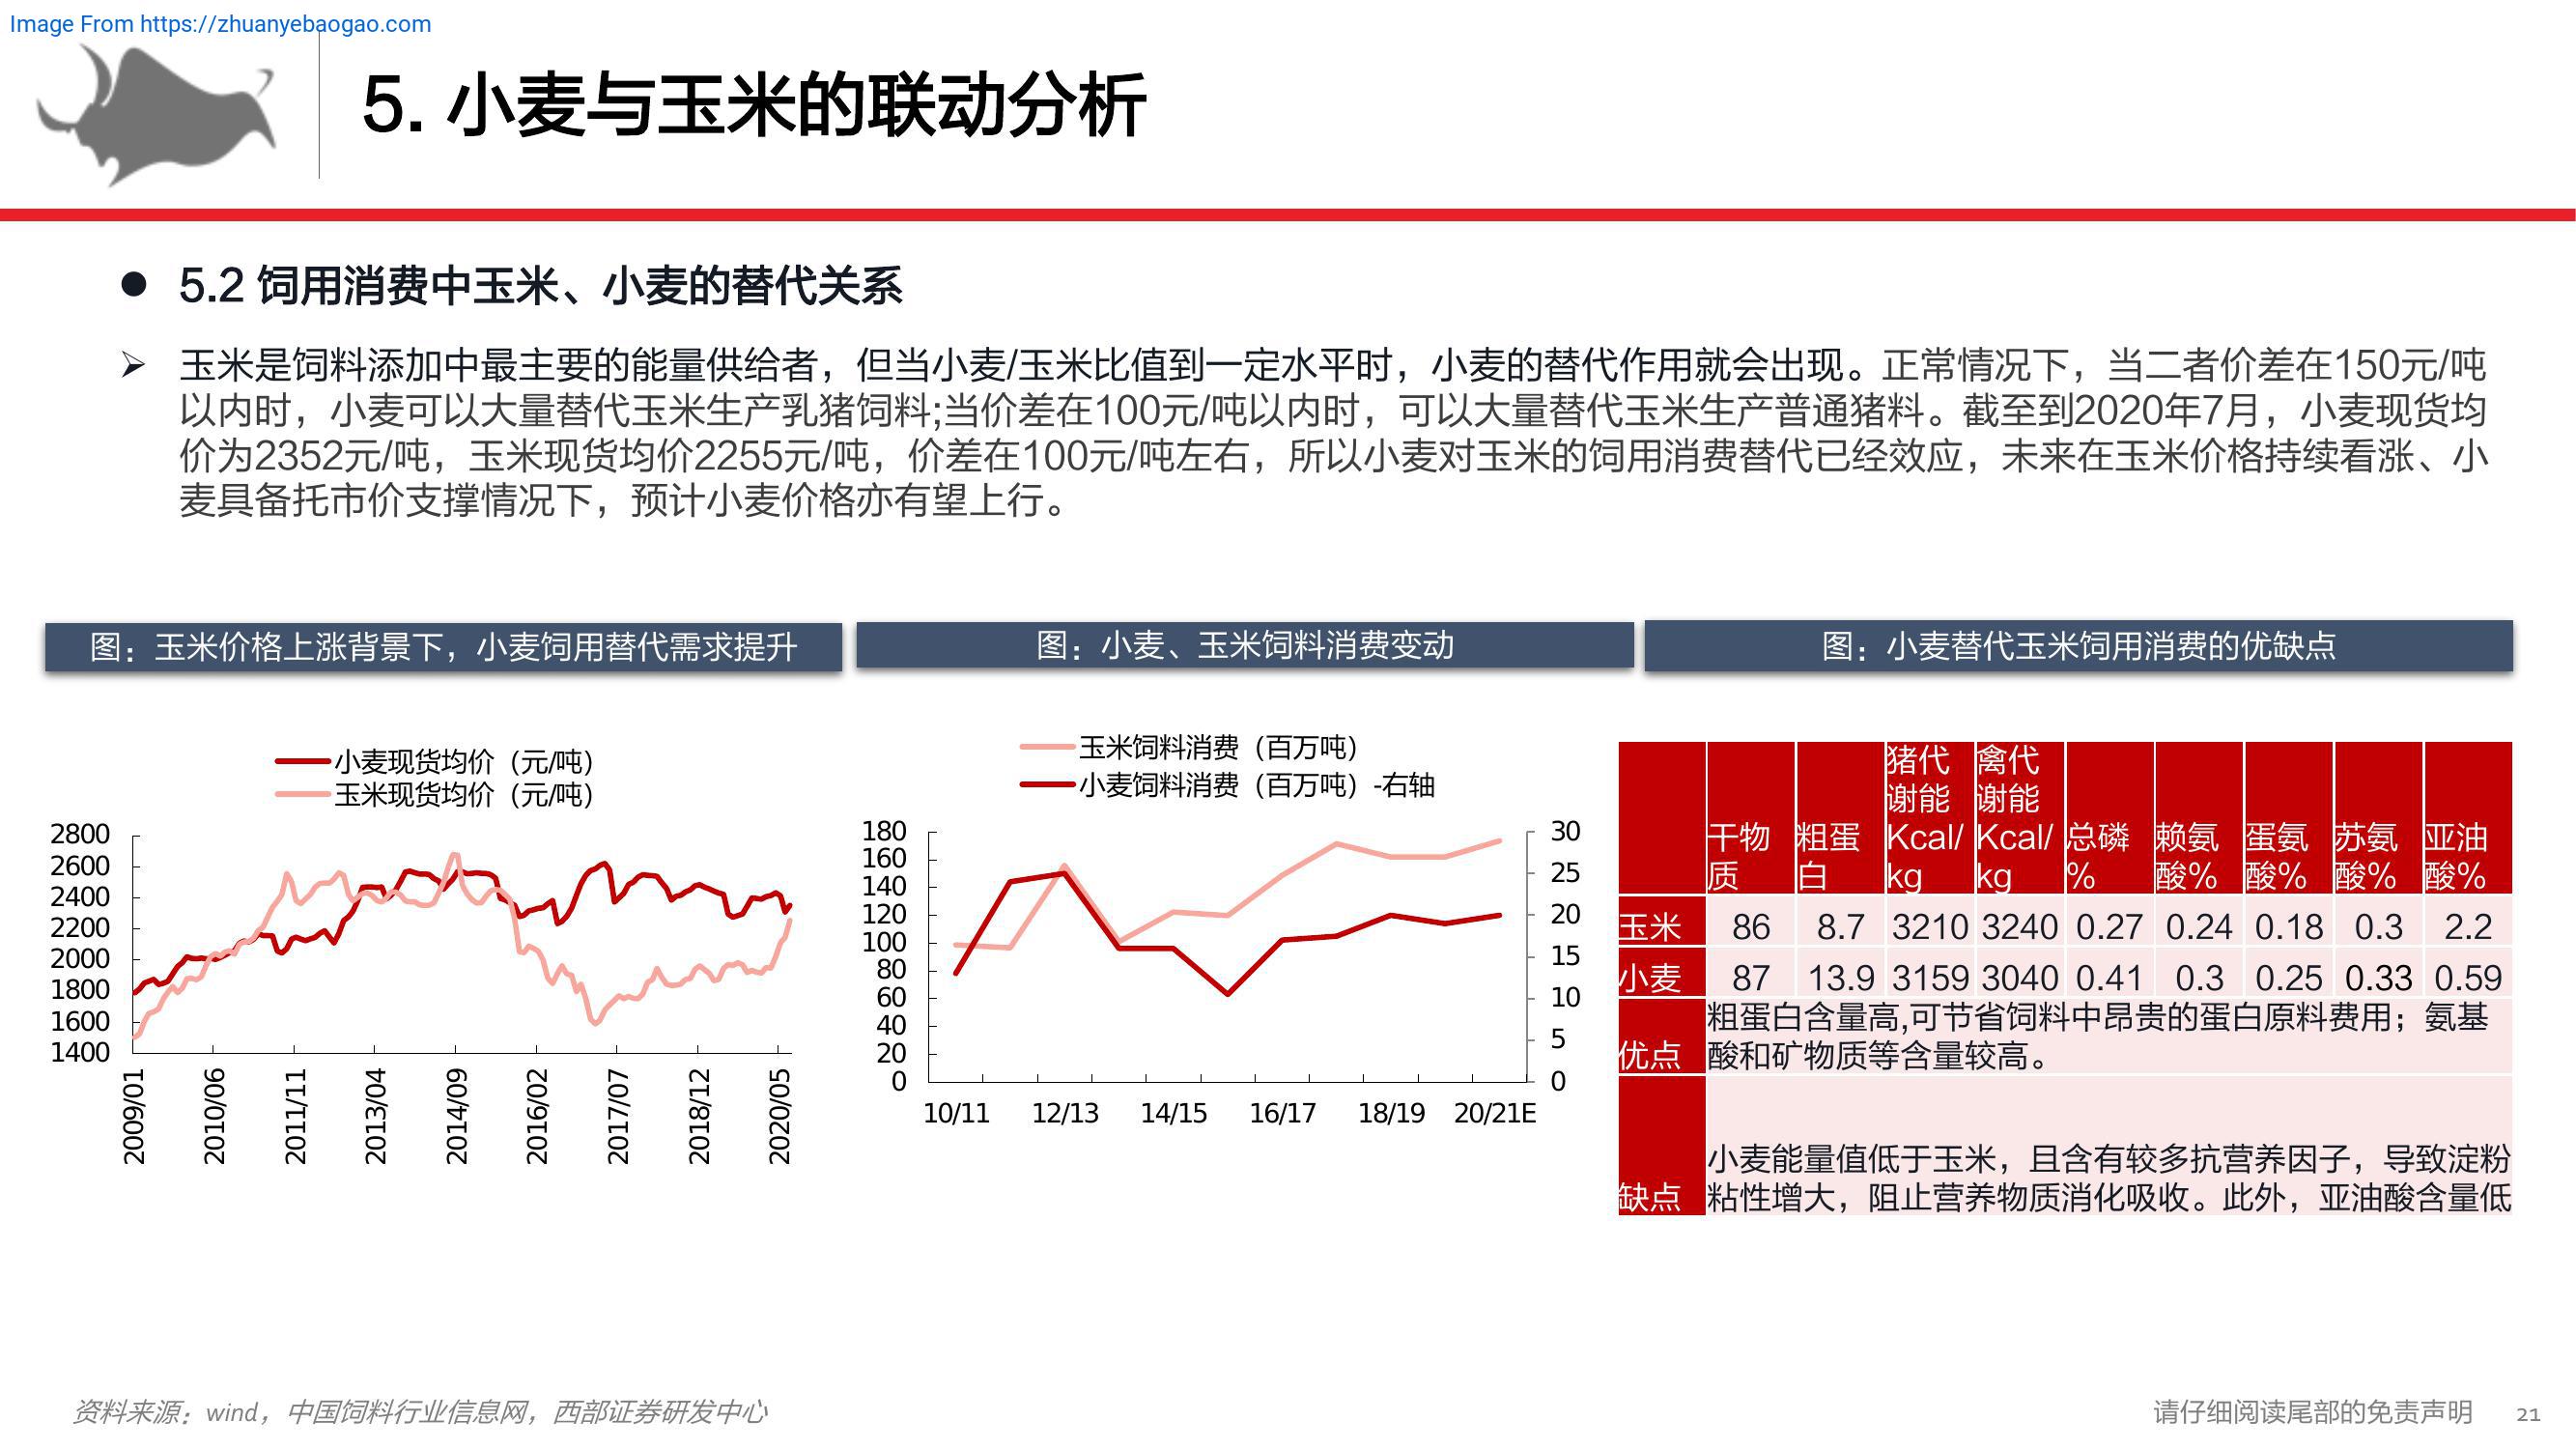 Image From https://zhuanyebaogao.com
5. 小麦与玉米的联动分析
● 5.2 饲用消费中玉米、小麦的替代关系
➢ 玉米是饲料添加中最主要的能量供给者，但当小麦/玉米比值到一定水平时，小麦的替代作用就会出现。正常情况下，当二者价差在150元/吨
以内时，小麦可以大量替代玉米生产乳猪饲料;当价差在100元/吨以内时，可以大量替代玉米生产普通猪料。截至到2020年7月，小麦现货均
价为2352元/吨，玉米现货均价2255元/吨，价差在100元/吨左右，所以小麦对玉米的饲用消费替代已经效应，未来在玉米价格持续看涨、小
麦具备托市价支撑情况下，预计小麦价格亦有望上行。
图：玉米价格上涨背景下，小麦饲用替代需求提升
小麦现货均价（元/吨）
玉米现货均价（元/吨）
2800
2600
2400
2200
2000
1800
1600
1400
2009/01 2010/06 2011/11 2013/04 2014/09 2016/02 2017/07 2018/12 2020/05
图：小麦、玉米饲料消费变动
玉米饲料消费（百万吨）
小麦饲料消费（百万吨）-右轴
180
160
140
120
100
80
60
40
20
0
30
25
20
15
10
5
0
10/11 12/13 14/15 16/17 18/19 20/21E
图：小麦替代玉米饲用消费的优缺点
干物质 粗蛋白 猪代谢能Kcal/kg 禽代谢能Kcal/kg 总磷% 赖氨酸% 蛋氨酸% 苏氨酸% 亚油酸%
玉米 86 8.7 3210 3240 0.27 0.24 0.18 0.3 2.2
小麦 87 13.9 3159 3040 0.41 0.3 0.25 0.33 0.59
优点 粗蛋白含量高,可节省饲料中昂贵的蛋白原料费用；氨基
酸和矿物质等含量较高。
缺点 小麦能量值低于玉米，且含有较多抗营养因子，导致淀粉
粘性增大，阻止营养物质消化吸收。此外，亚油酸含量低
资料来源：wind，中国饲料行业信息网，西部证券研发中心
请仔细阅读尾部的免责声明 21